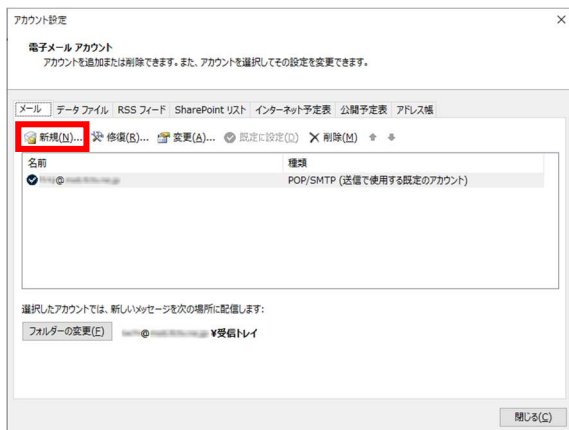 アカウント設定
電子メール アカウント
アカウントを追加または削除できます。また、アカウントを選択してその設定を変更できます。
メール データ ファイル RSS フィード SharePoint リスト インターネット予定表 公開予定表 アドレス帳
新規(N)... 修復(R)... 変更(A)... 既定に設定(D) 削除(M)
名前 種類
@ POP/SMTP (送信で使用する既定のアカウント)
選択したアカウントでは、新しいメッセージを次の場所に配信します:
フォルダーの変更(F) @ ¥受信トレイ
閉じる(C)